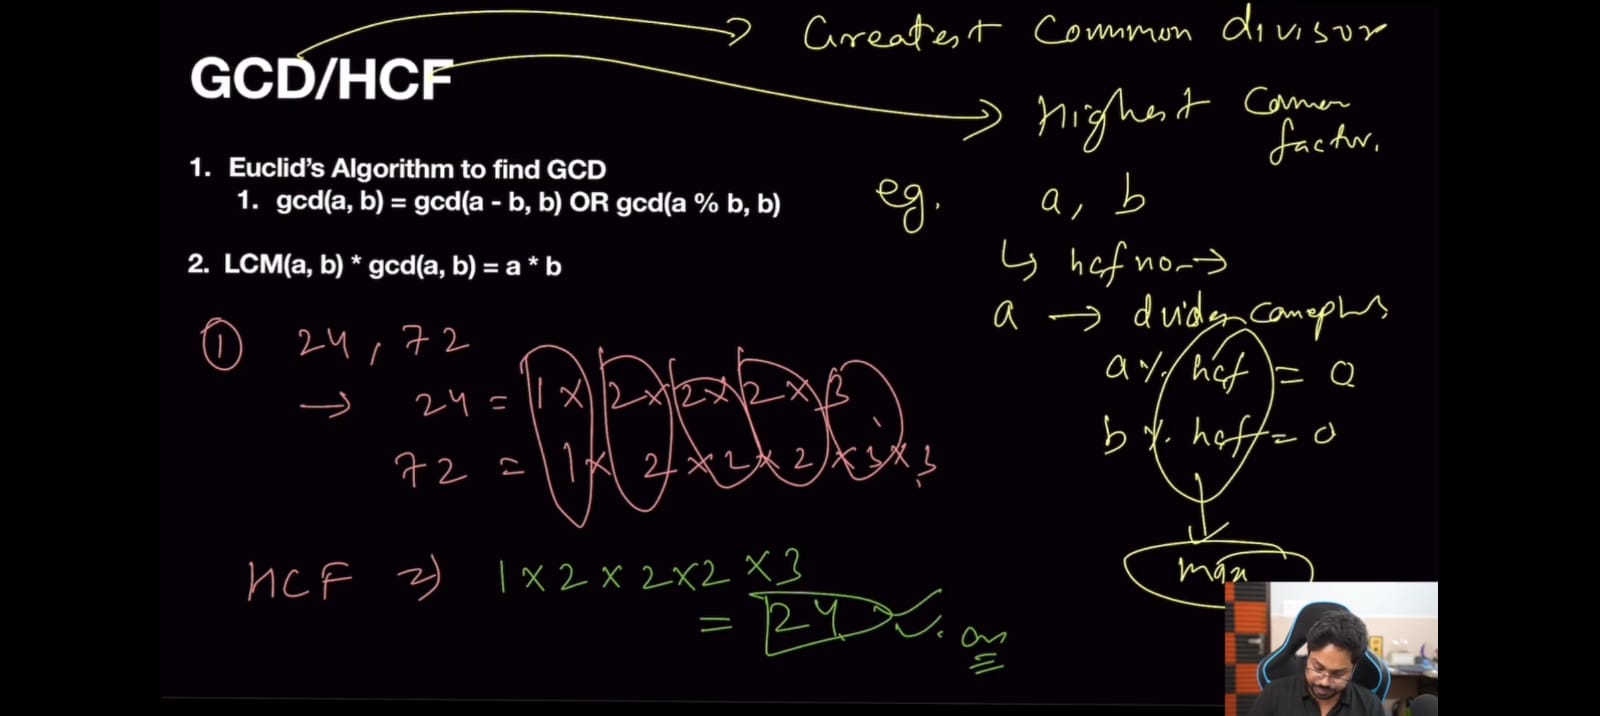 Greatest Common divisor
GCD/HCF
Highest Common
factor.
1. Euclid's Algorithm to find GCD
1. gcd(a, b) = gcd(a - b, b) OR gcd(a % b, b)
eg. a, b
2. LCM(a, b) * gcd(a, b) = a * b
↳ hcf no. →
a →
① 24, 72
a % hcf = 0
→ 24 = 1 × 2 × 2 × 2 × 3
b % hcf = 0
72 = 1 × 2 × 2 × 2 × 3 × 3
HCF ⇒ 1 × 2 × 2 × 2 × 3
max
= 24 ✓. ans